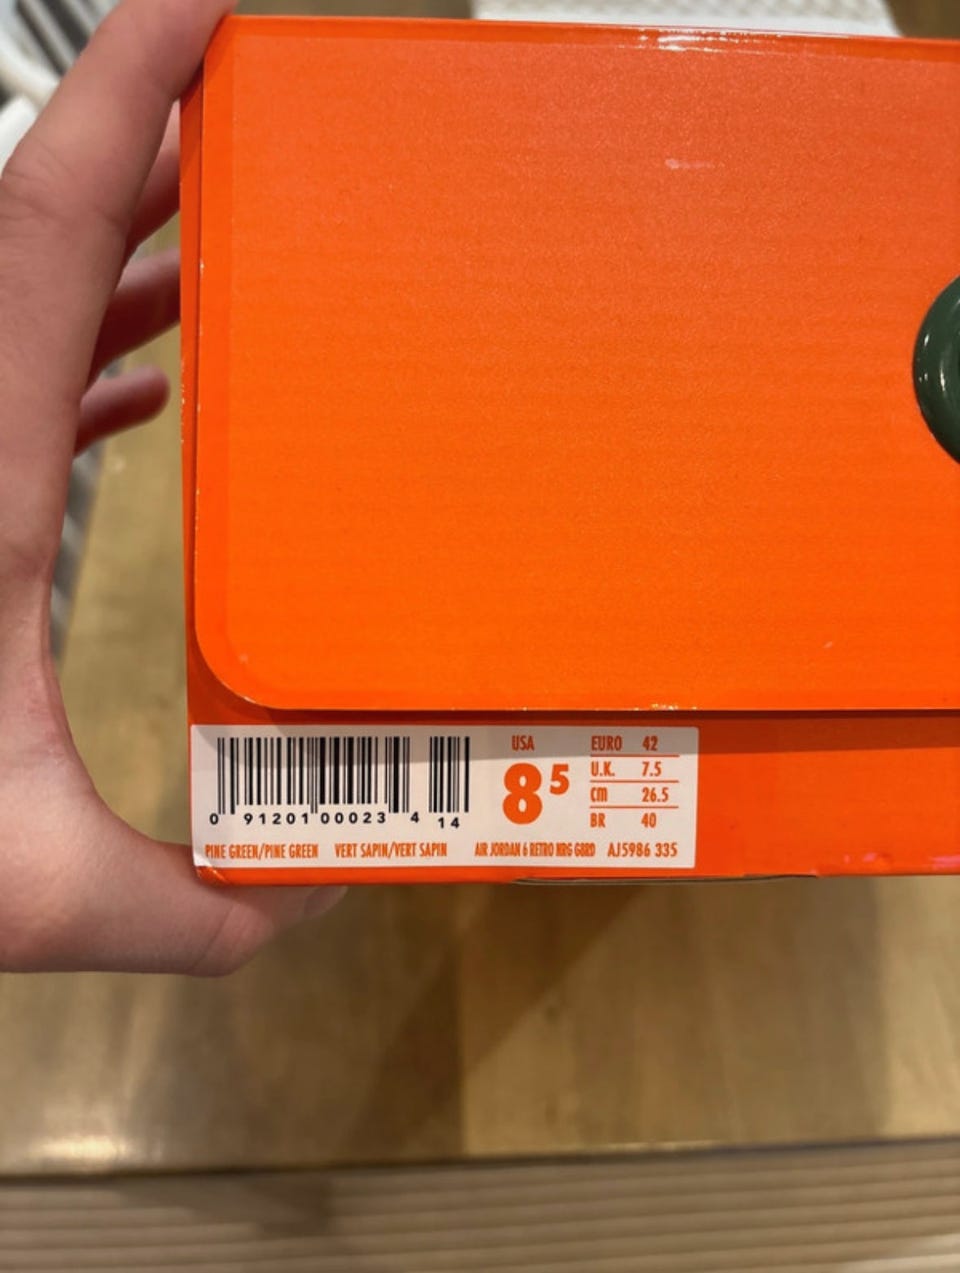 USA
8 5
EURO 42
U.K. 7.5
CM 26.5
BR 40
0 91201 00023 4 14
PINE GREEN/PINE GREEN VERT SAPIN/VERT SAPIN AIR JORDAN 6 RETRO NRG G8RD AJ5986 335